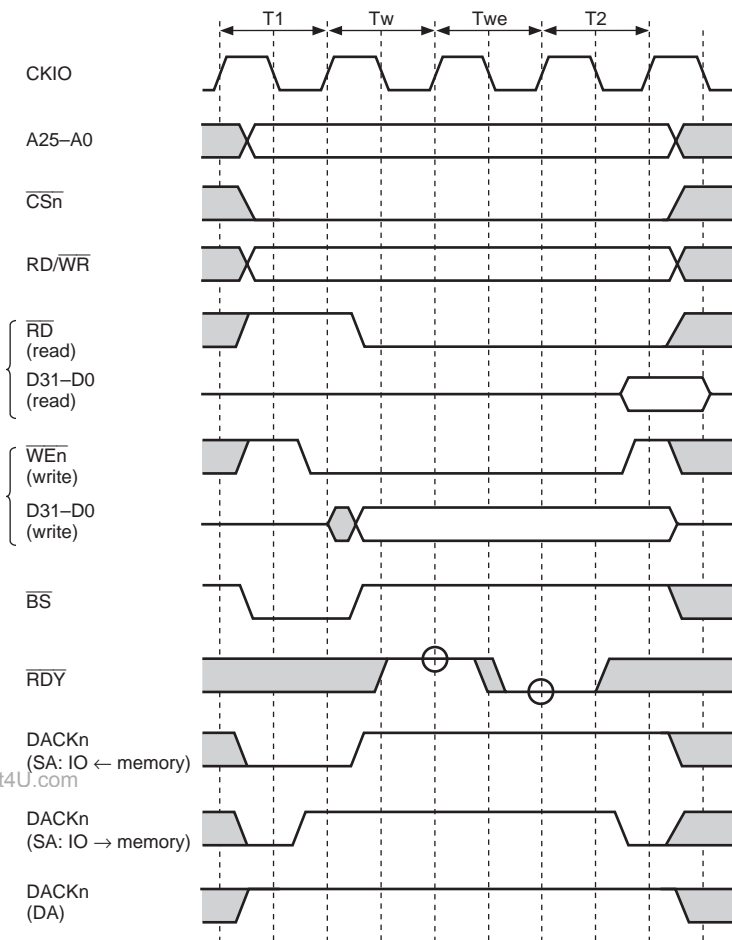 T1 Tw Twe T2
CKIO
A25–A0
CSn
RD/WR
RD
(read)
D31–D0
(read)
WEn
(write)
D31–D0
(write)
BS
RDY
DACKn
(SA: IO ← memory)
t4U.com
DACKn
(SA: IO → memory)
DACKn
(DA)